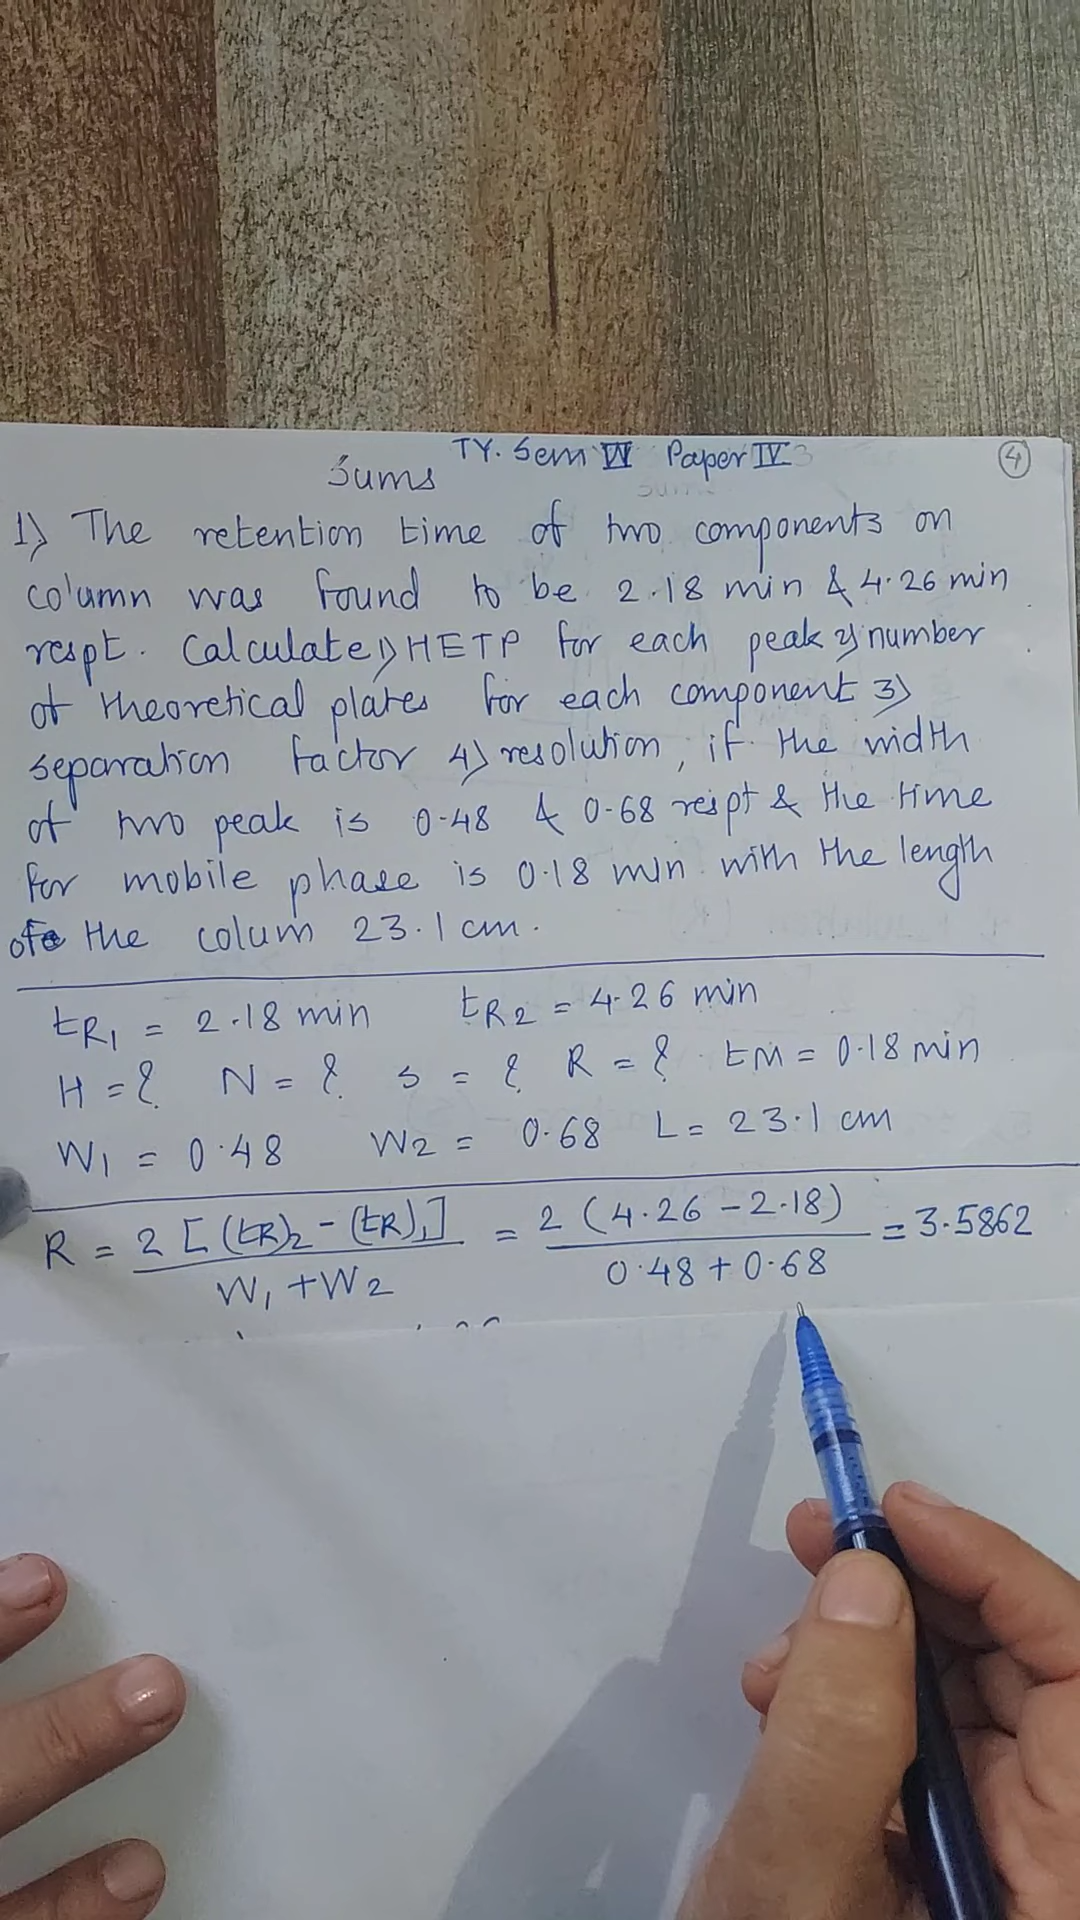 TY. Sem VI Paper IV
4
Sums
1) The retention time of two components on
column was found to be 2.18 min & 4.26 min
respt. Calculate 1) HETP for each peak 2) number
of theoretical plates for each component 3)
separation factor 4) resolution, if the width
of two peak is 0.48 & 0.68 respt & the time
for mobile phase is 0.18 min with the length
of the colum 23.1 cm.
tR1 = 2.18 min tR2 = 4.26 min
H = ? N = ? S = ? R = ? tM = 0.18 min
W1 = 0.48 W2 = 0.68 L = 23.1 cm
R = 2 [(tR)2 - (tR)1] / W1 + W2 = 2 (4.26 - 2.18) / 0.48 + 0.68 = 3.5862